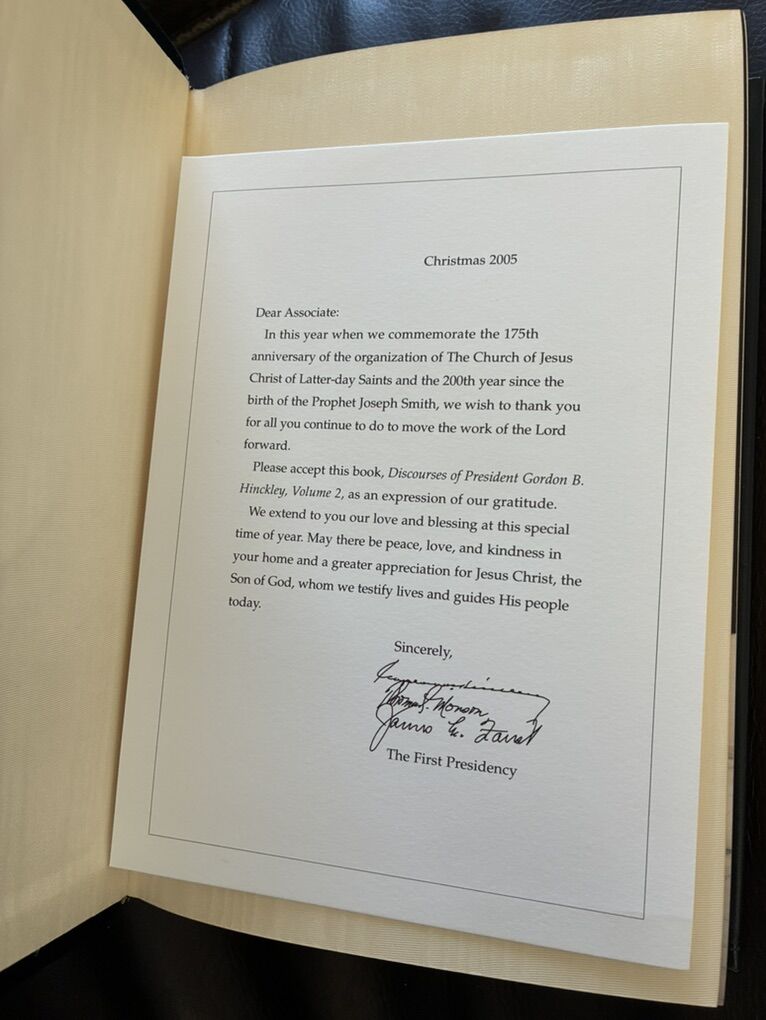 Christmas 2005
Dear Associate:
In this year when we commemorate the 175th
anniversary of the organization of The Church of Jesus
Christ of Latter-day Saints and the 200th year since the
birth of the Prophet Joseph Smith, we wish to thank you
for all you continue to do to move the work of the Lord
forward.
Please accept this book, Discourses of President Gordon B.
Hinckley, Volume 2, as an expression of our gratitude.
We extend to you our love and blessing at this special
time of year. May there be peace, love, and kindness in
your home and a greater appreciation for Jesus Christ, the
Son of God, whom we testify lives and guides His people
today.
Sincerely,
Thomas S. Monson
James E. Faust
The First Presidency